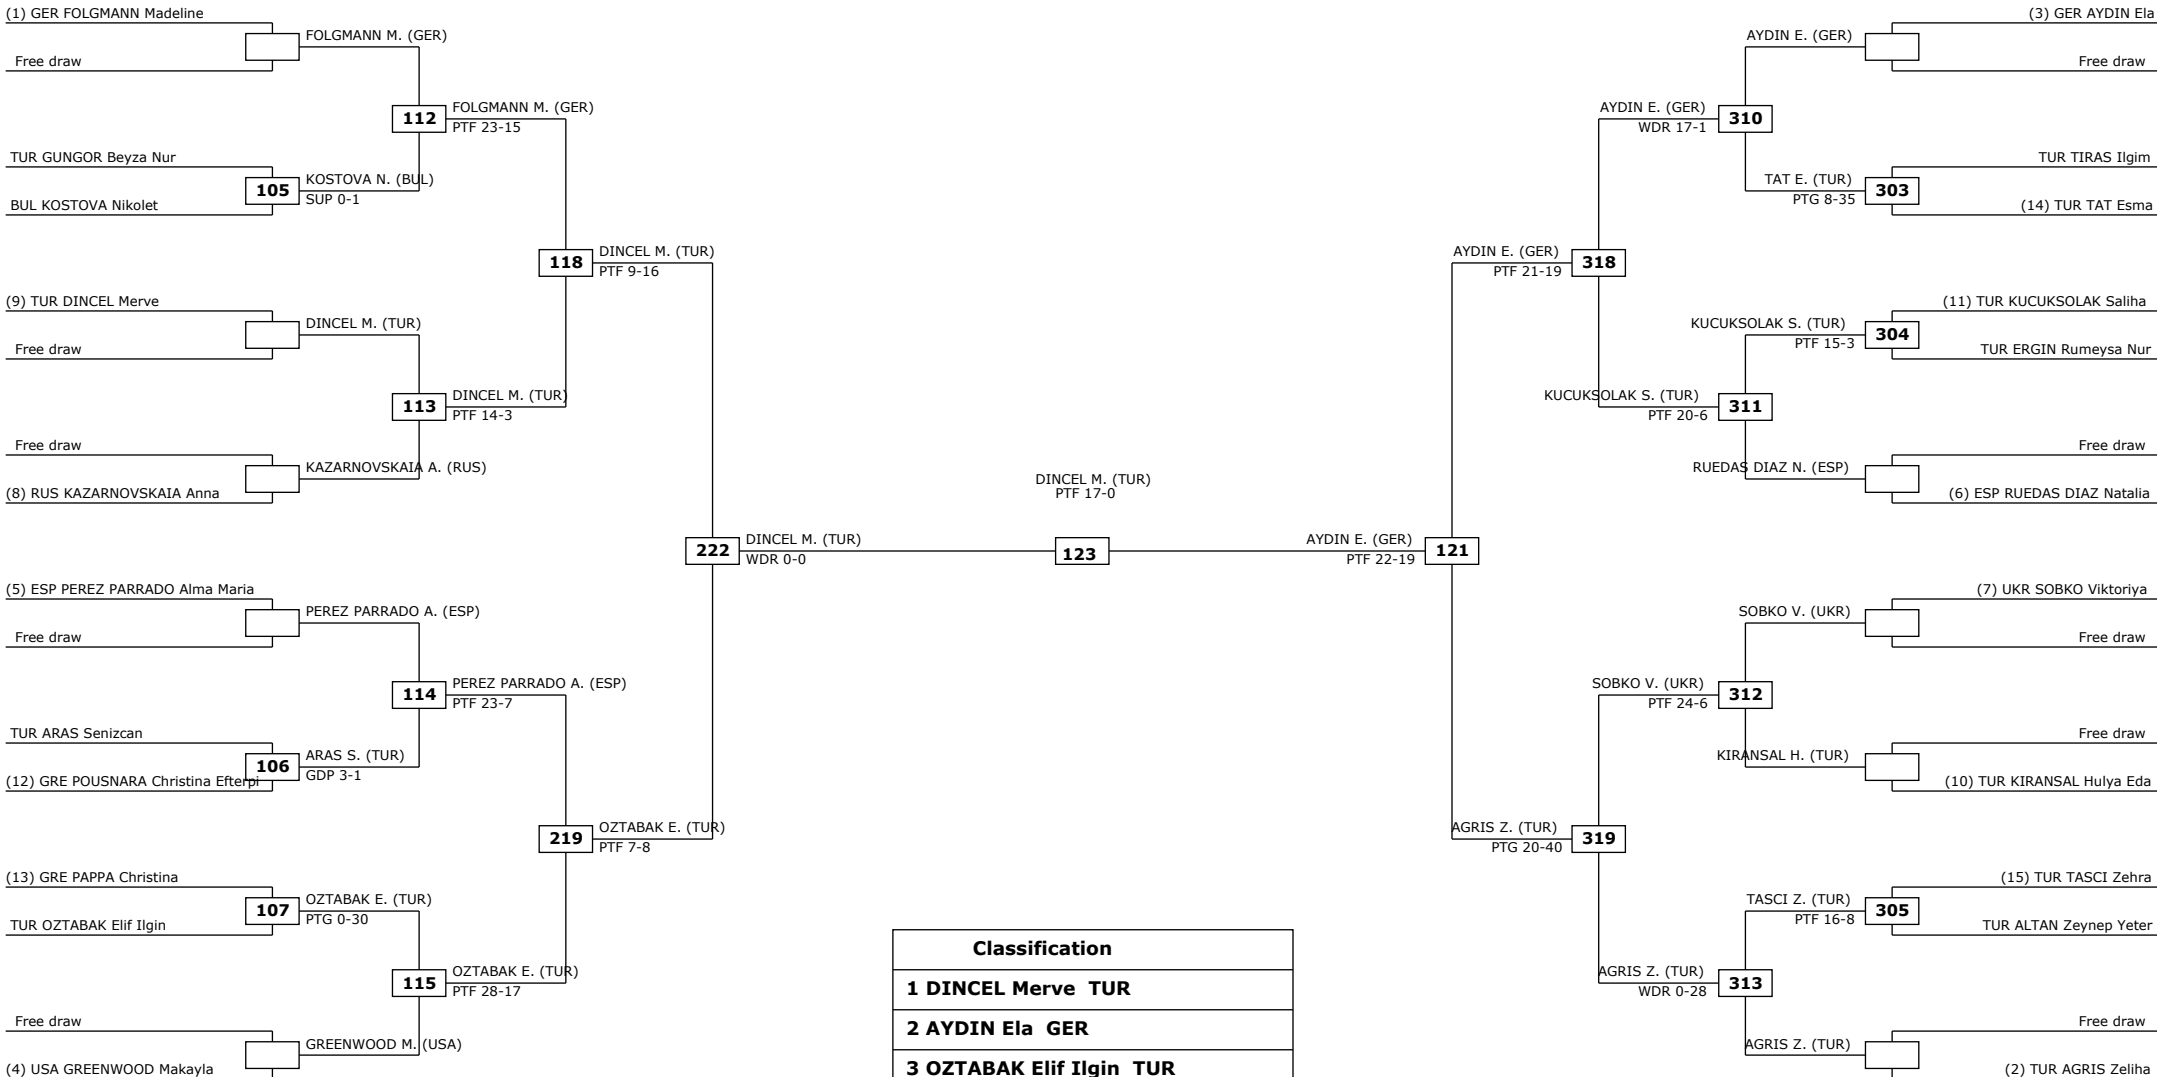 (1) GER FOLGMANN Madeline
FOLGMANN M. (GER)
Free draw
112
FOLGMANN M. (GER)
PTF 23-15
TUR GUNGOR Beyza Nur
105
KOSTOVA N. (BUL)
SUP 0-1
BUL KOSTOVA Nikolet
118
DINCEL M. (TUR)
PTF 9-16
(9) TUR DINCEL Merve
DINCEL M. (TUR)
Free draw
113
DINCEL M. (TUR)
PTF 14-3
Free draw
KAZARNOVSKAIA A. (RUS)
(8) RUS KAZARNOVSKAIA Anna
222
DINCEL M. (TUR)
WDR 0-0
(5) ESP PEREZ PARRADO Alma Maria
PEREZ PARRADO A. (ESP)
Free draw
114
PEREZ PARRADO A. (ESP)
PTF 23-7
TUR ARAS Senizcan
106
ARAS S. (TUR)
GDP 3-1
(12) GRE POUSNARA Christina Efterpi
219
OZTABAK E. (TUR)
PTF 7-8
(13) GRE PAPPA Christina
107
OZTABAK E. (TUR)
PTG 0-30
TUR OZTABAK Elif Ilgin
115
OZTABAK E. (TUR)
PTF 28-17
Free draw
GREENWOOD M. (USA)
(4) USA GREENWOOD Makayla
DINCEL M. (TUR)
PTF 17-0
123
Classification
1 DINCEL Merve TUR
2 AYDIN Ela GER
3 OZTABAK Elif Ilgin TUR
(3) GER AYDIN Ela
AYDIN E. (GER)
Free draw
AYDIN E. (GER)
WDR 17-1
310
TUR TIRAS Ilgim
TAT E. (TUR)
PTG 8-35
303
(14) TUR TAT Esma
AYDIN E. (GER)
PTF 21-19
318
(11) TUR KUCUKSOLAK Saliha
KUCUKSOLAK S. (TUR)
PTF 15-3
304
TUR ERGIN Rumeysa Nur
KUCUKSOLAK S. (TUR)
PTF 20-6
311
Free draw
RUEDAS DIAZ N. (ESP)
(6) ESP RUEDAS DIAZ Natalia
AYDIN E. (GER)
PTF 22-19
121
(7) UKR SOBKO Viktoriya
SOBKO V. (UKR)
Free draw
SOBKO V. (UKR)
PTF 24-6
312
Free draw
KIRANSAL H. (TUR)
(10) TUR KIRANSAL Hulya Eda
AGRIS Z. (TUR)
PTG 20-40
319
(15) TUR TASCI Zehra
TASCI Z. (TUR)
PTF 16-8
305
TUR ALTAN Zeynep Yeter
AGRIS Z. (TUR)
WDR 0-28
313
Free draw
AGRIS Z. (TUR)
(2) TUR AGRIS Zeliha